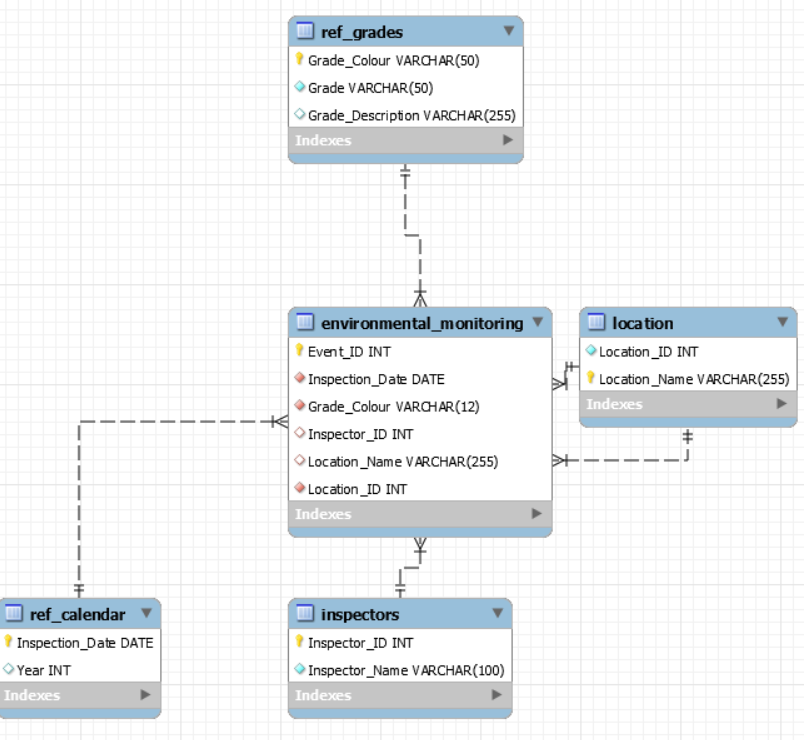 ref_grades
Grade_Colour VARCHAR(50)
Grade VARCHAR(50)
Grade_Description VARCHAR(255)
Indexes
environmental_monitoring
Event_ID INT
Inspection_Date DATE
Grade_Colour VARCHAR(12)
Inspector_ID INT
Location_Name VARCHAR(255)
Location_ID INT
Indexes
location
Location_ID INT
Location_Name VARCHAR(255)
Indexes
ref_calendar
Inspection_Date DATE
Year INT
Indexes
inspectors
Inspector_ID INT
Inspector_Name VARCHAR(100)
Indexes